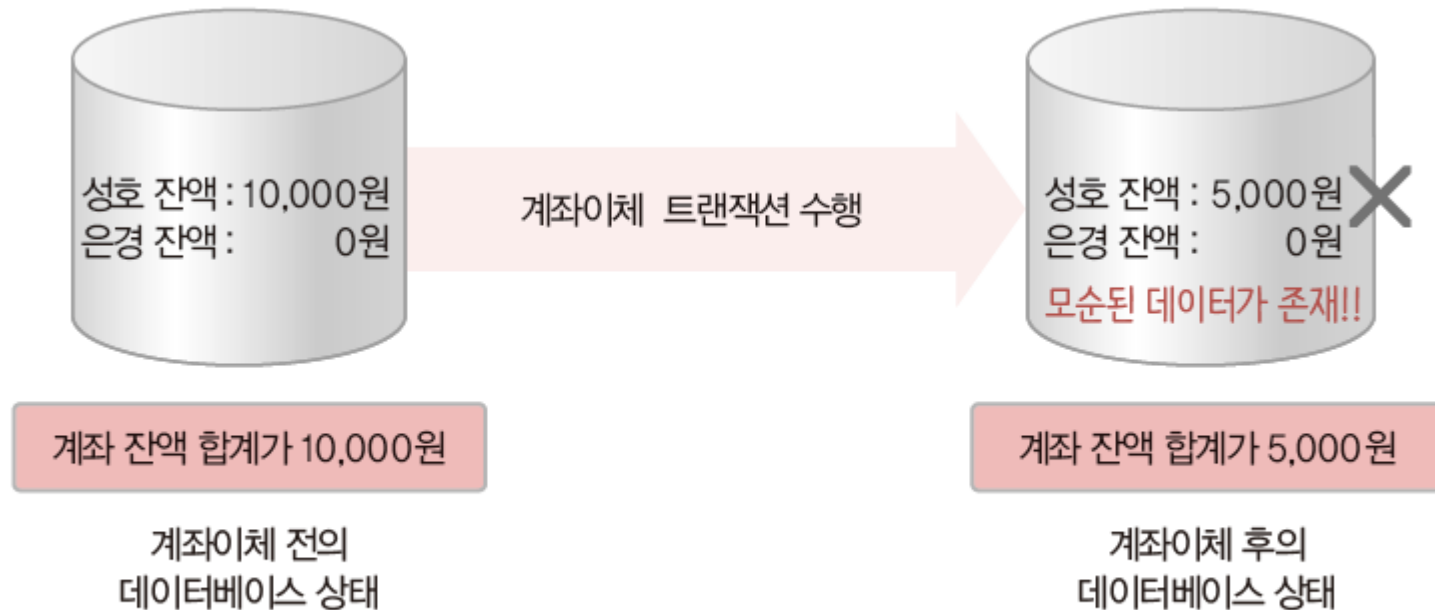 성호 잔액 : 10,000원
은경 잔액 : 0원
계좌이체 트랜잭션 수행
성호 잔액 : 5,000원
은경 잔액 : 0원
모순된 데이터가 존재!!
계좌 잔액 합계가 10,000원
계좌 잔액 합계가 5,000원
계좌이체 전의
데이터베이스 상태
계좌이체 후의
데이터베이스 상태